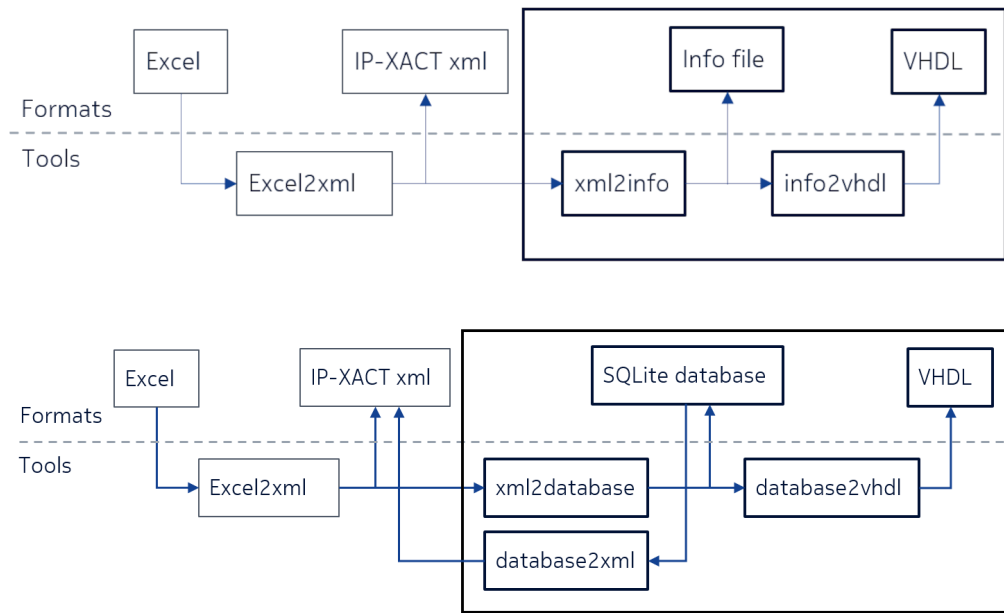 Excel
IP-XACT xml
Info file
VHDL
Formats
Tools
Excel2xml
xml2info
info2vhdl
Excel
IP-XACT xml
SQLite database
VHDL
Formats
Tools
Excel2xml
xml2database
database2vhdl
database2xml